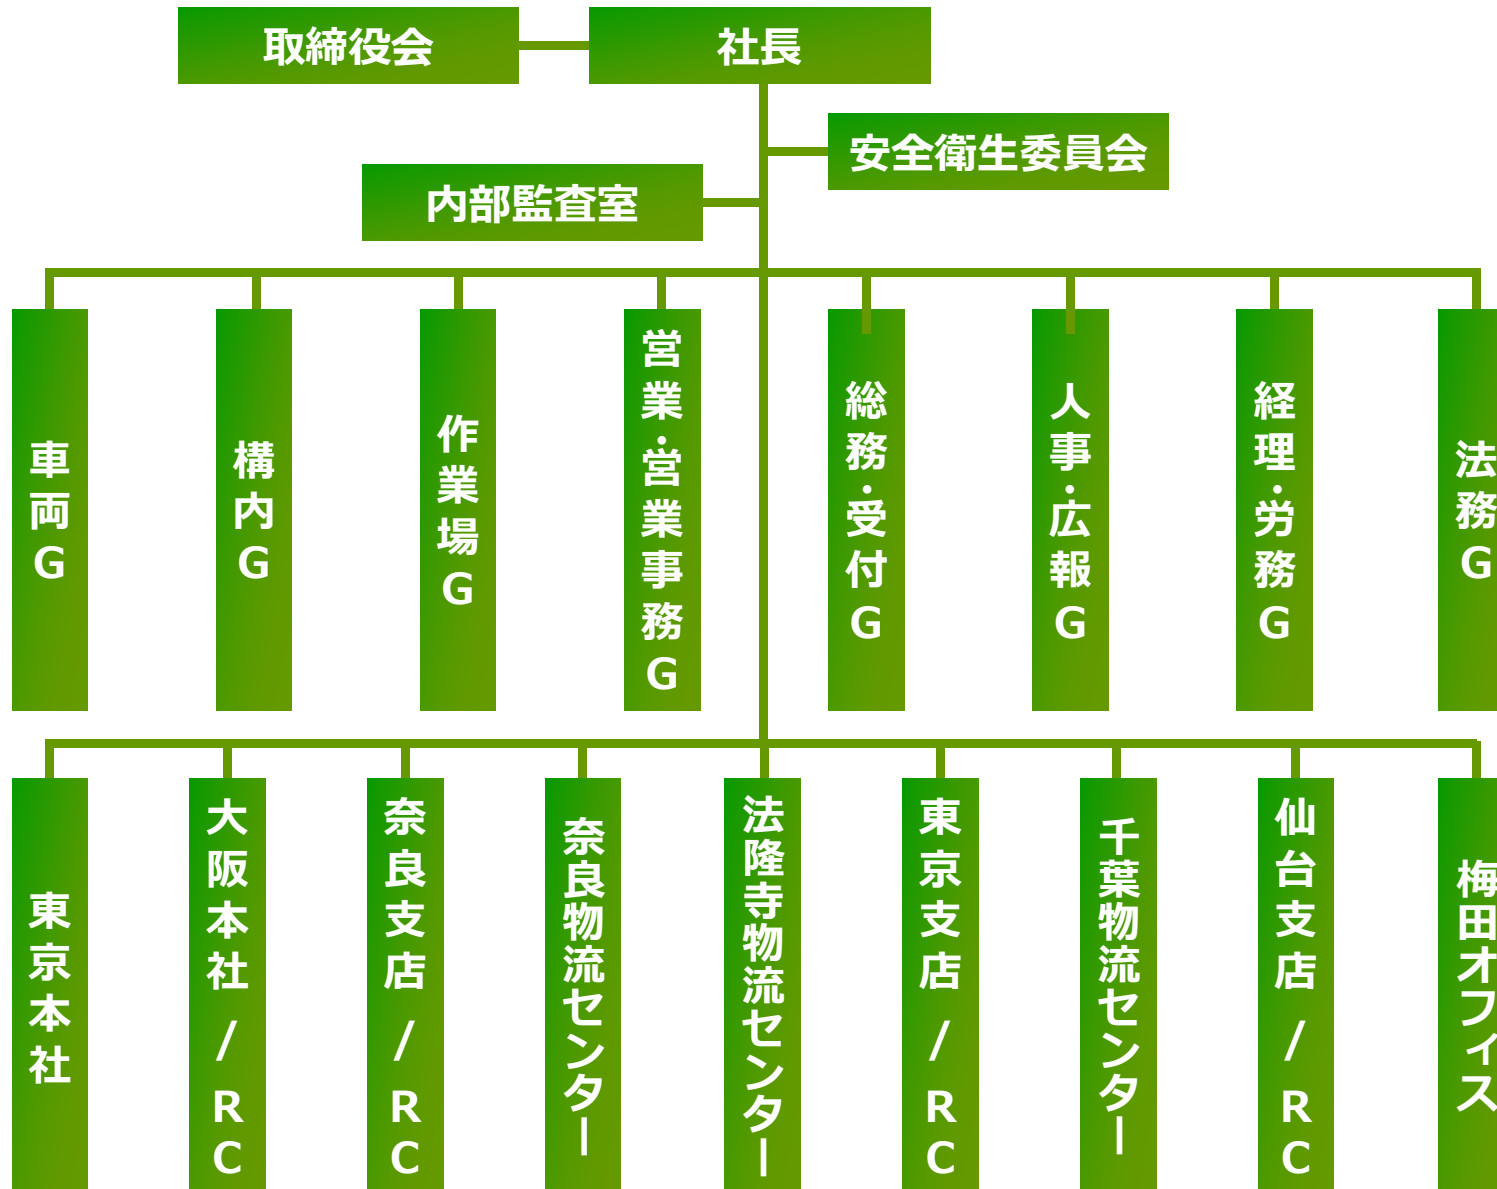 取締役会
社長
安全衛生委員会
内部監査室
車両G
構内G
作業場G
営業・営業事務G
総務・受付G
人事・広報G
経理・労務G
法務G
東京本社
大阪本社/RC
奈良支店/RC
奈良物流センター
法隆寺物流センター
東京支店/RC
千葉物流センター
仙台支店/RC
梅田オフィス